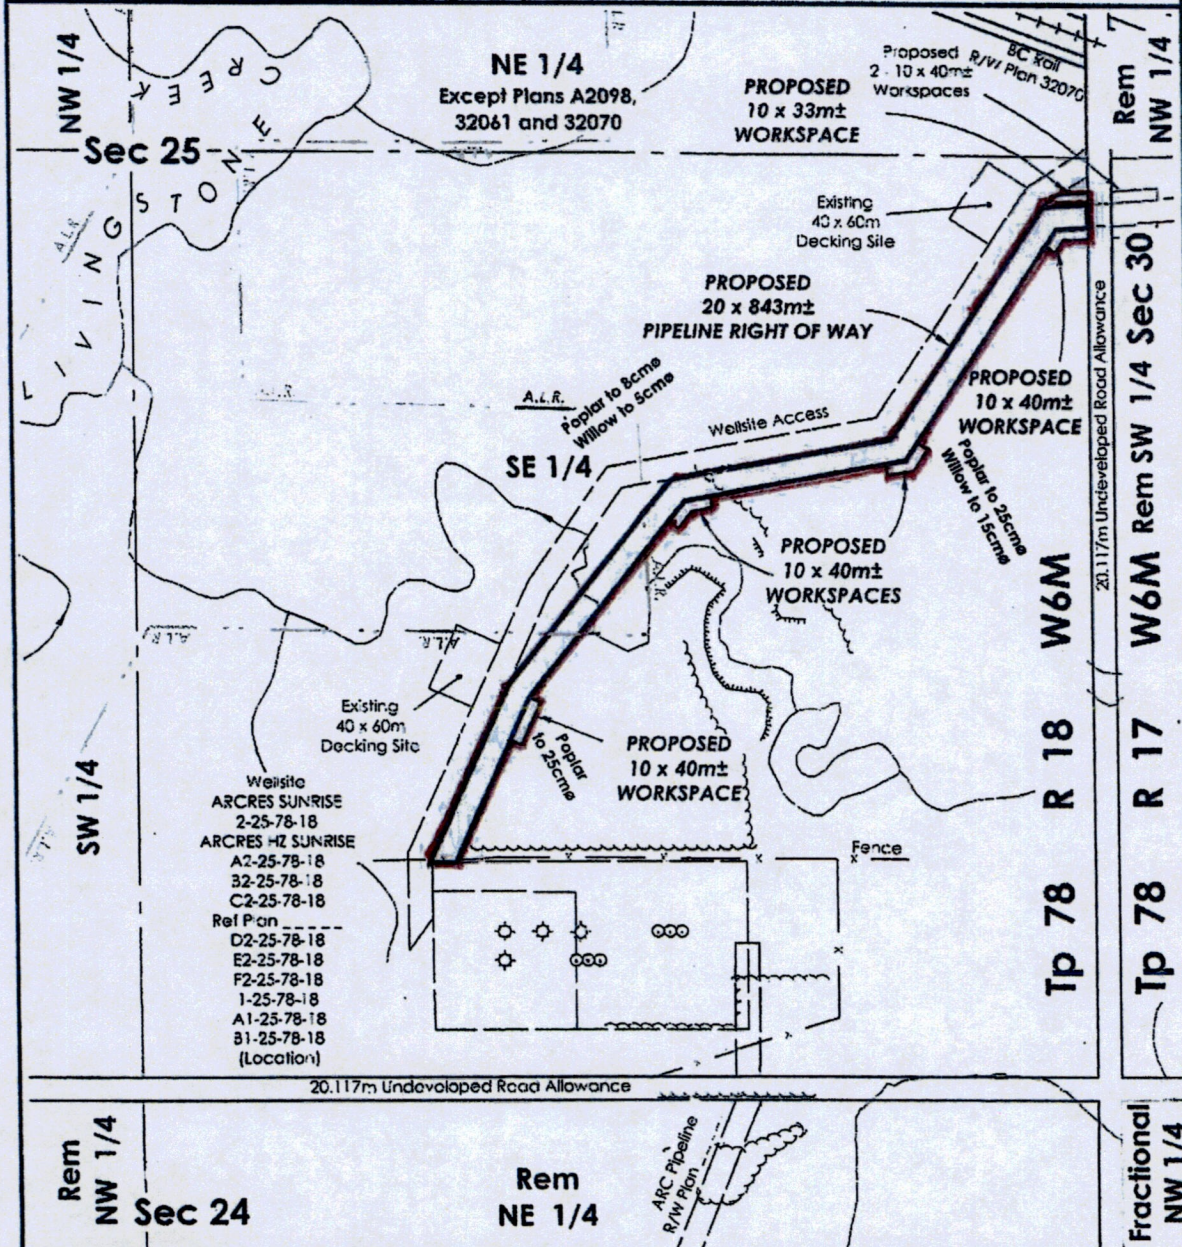 NW 1/4
Sec 25
LIVINGSTONE CREEK
NE 1/4
Except Plans A2098,
32061 and 32070
PROPOSED
10 x 33m±
WORKSPACE
Proposed
2 - 10 x 40m±
Workspaces
BC Rail
R/W Plan 32070
Rem
NW 1/4
A.L.R.
Existing
40 x 60m
Decking Site
PROPOSED
20 x 843m±
PIPELINE RIGHT OF WAY
PROPOSED
10 x 40m±
WORKSPACE
20.117m Undeveloped Road Allowance
Rem SW 1/4 Sec 30
A.L.R.
A.L.R.
Poplar to 8cmø
Willow to 5cmø
Wellsite Access
SE 1/4
Poplar to 25cmø
Willow to 15cmø
PROPOSED
10 x 40m±
WORKSPACES
A.L.R.
A.L.R.
Existing
40 x 60m
Decking Site
Poplar
to 25cmø
PROPOSED
10 x 40m±
WORKSPACE
SW 1/4
A.L.R.
Wellsite
ARCRES SUNRISE
2-25-78-18
ARCRES HZ SUNRISE
A2-25-78-18
B2-25-78-18
C2-25-78-18
Ref Plan ______
D2-25-78-18
E2-25-78-18
F2-25-78-18
1-25-78-18
A1-25-78-18
B1-25-78-18
(Location)
Fence
Tp 78 R 18 W6M
Tp 78 R 17 W6M
20.117m Undeveloped Road Allowance
Rem
NW 1/4
Sec 24
Rem
NE 1/4
ARC Pipeline
R/W Plan
Fractional
NW 1/4